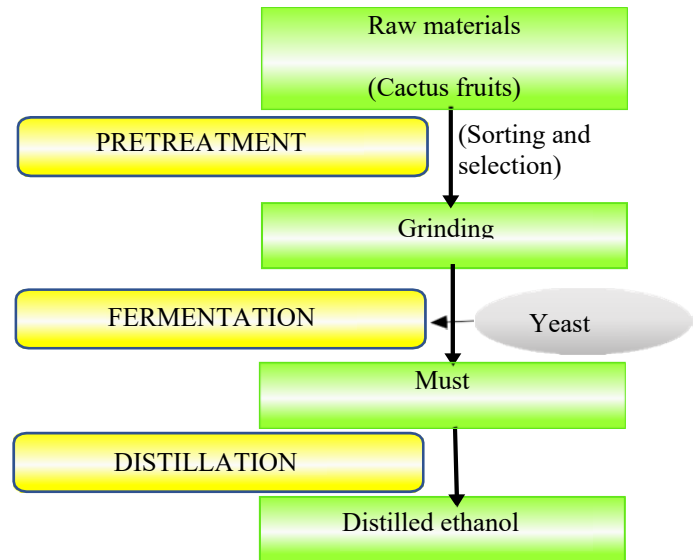 Raw materials
(Cactus fruits)
PRETREATMENT
(Sorting and
selection)
Grinding
FERMENTATION
Yeast
Must
DISTILLATION
Distilled ethanol